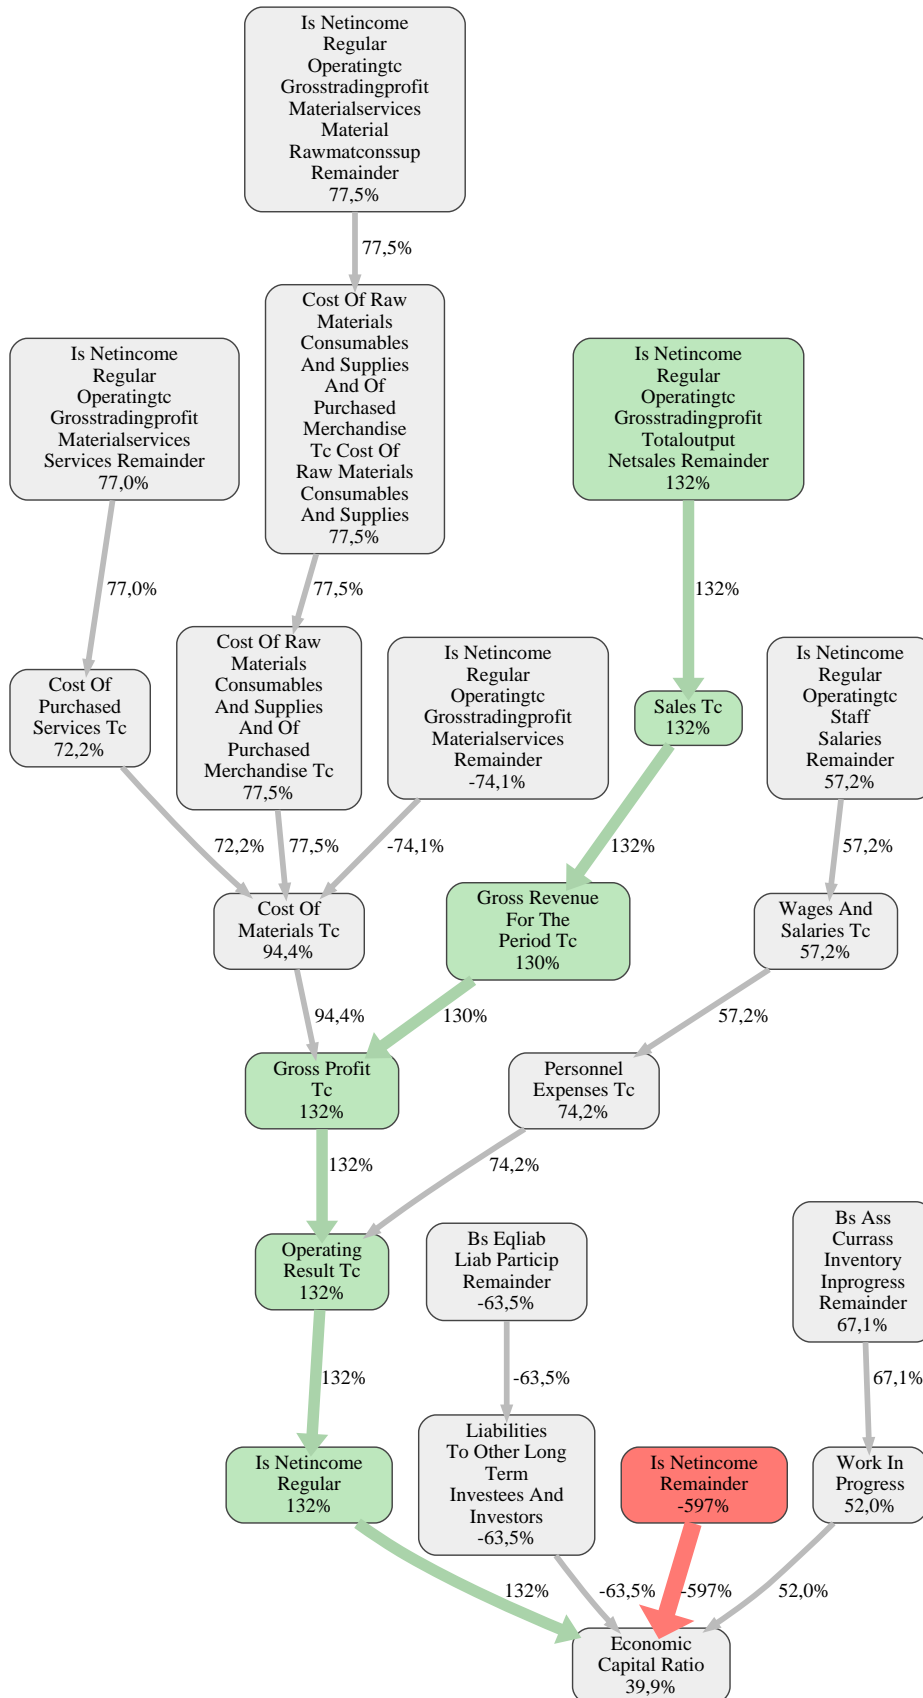 Is Netincome
Regular
Operatingtc
Grosstradingprofit
Materialservices
Material
Rawmatconssup
Remainder
77,5%
77,5%
Cost Of Raw
Materials
Consumables
And Supplies
And Of
Purchased
Merchandise
Tc Cost Of
Raw Materials
Consumables
And Supplies
77,5%
Is Netincome
Regular
Operatingtc
Grosstradingprofit
Materialservices
Services Remainder
77,0%
Is Netincome
Regular
Operatingtc
Grosstradingprofit
Totaloutput
Netsales Remainder
132%
77,0%
77,5%
132%
Cost Of
Purchased
Services Tc
72,2%
Cost Of Raw
Materials
Consumables
And Supplies
And Of
Purchased
Merchandise Tc
77,5%
Is Netincome
Regular
Operatingtc
Grosstradingprofit
Materialservices
Remainder
-74,1%
Sales Tc
132%
Is Netincome
Regular
Operatingtc
Staff
Salaries
Remainder
57,2%
72,2%
77,5%
-74,1%
132%
57,2%
Cost Of
Materials Tc
94,4%
Gross Revenue
For The
Period Tc
130%
Wages And
Salaries Tc
57,2%
94,4%
130%
57,2%
Gross Profit
Tc
132%
Personnel
Expenses Tc
74,2%
132%
74,2%
Operating
Result Tc
132%
Bs Eqliab
Liab Particip
Remainder
-63,5%
Bs Ass
Currass
Inventory
Inprogress
Remainder
67,1%
132%
-63,5%
67,1%
Is Netincome
Regular
132%
Liabilities
To Other Long
Term
Investees And
Investors
-63,5%
Is Netincome
Remainder
-597%
Work In
Progress
52,0%
132%
-63,5%
-597%
52,0%
Economic
Capital Ratio
39,9%